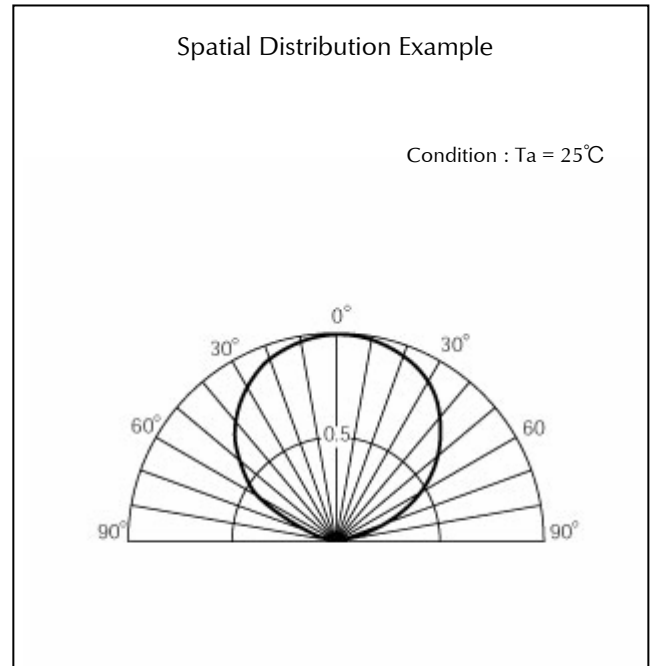 Spatial Distribution Example
Condition : Ta = 25℃
0°
30° 30°
60° 60
0.5
90° 90°